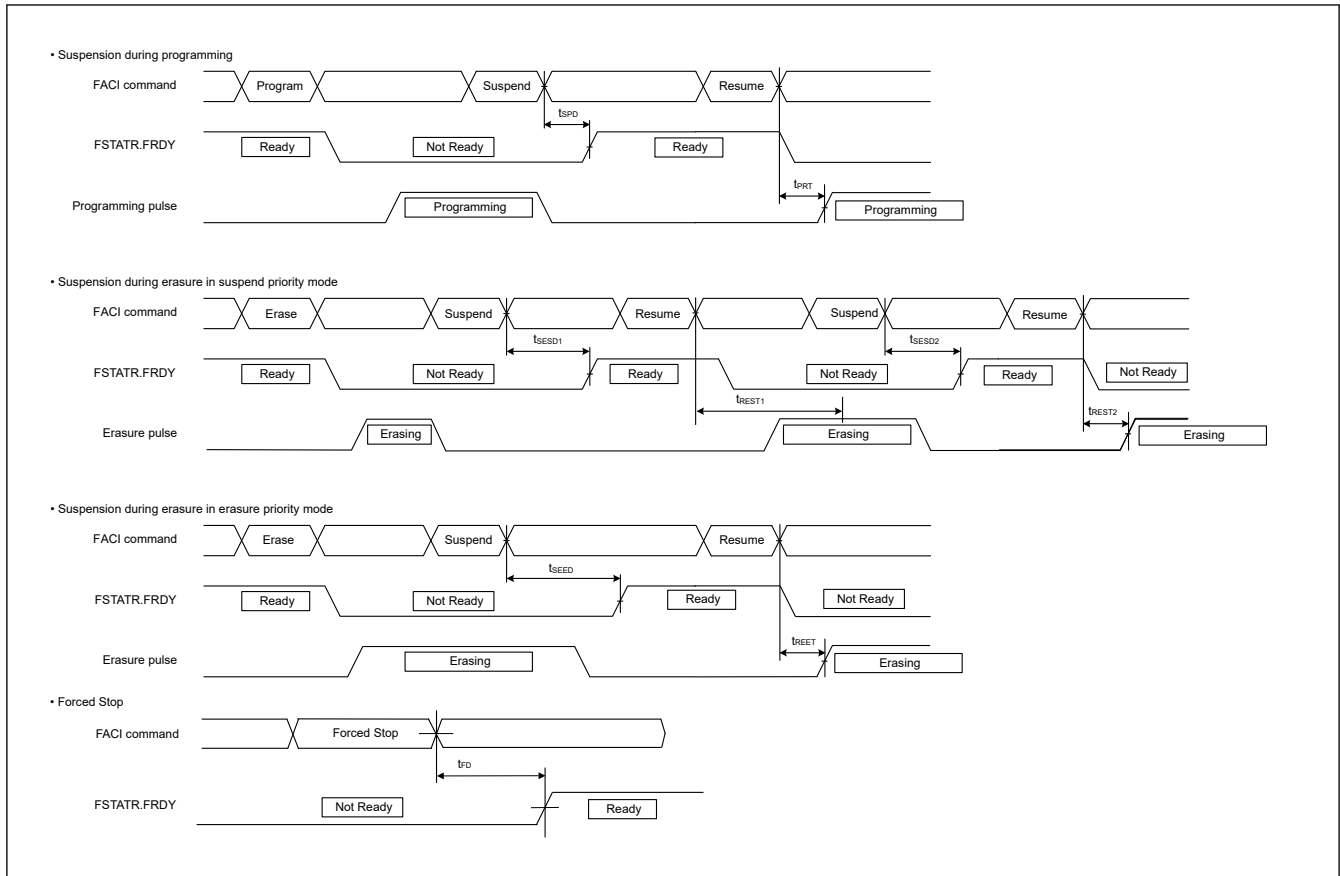 • Suspension during programming
FACI command
Program
Suspend
Resume
tSPD
FSTATR.FRDY
Ready
Not Ready
Ready
tPRT
Programming pulse
Programming
Programming
• Suspension during erasure in suspend priority mode
FACI command
Erase
Suspend
Resume
Suspend
Resume
tSESD1
tSESD2
FSTATR.FRDY
Ready
Not Ready
Ready
Not Ready
Ready
Not Ready
tREST1
tREST2
Erasure pulse
Erasing
Erasing
Erasing
• Suspension during erasure in erasure priority mode
FACI command
Erase
Suspend
Resume
tSEED
FSTATR.FRDY
Ready
Not Ready
Ready
Not Ready
tREET
Erasure pulse
Erasing
Erasing
• Forced Stop
FACI command
Forced Stop
tFD
FSTATR.FRDY
Not Ready
Ready